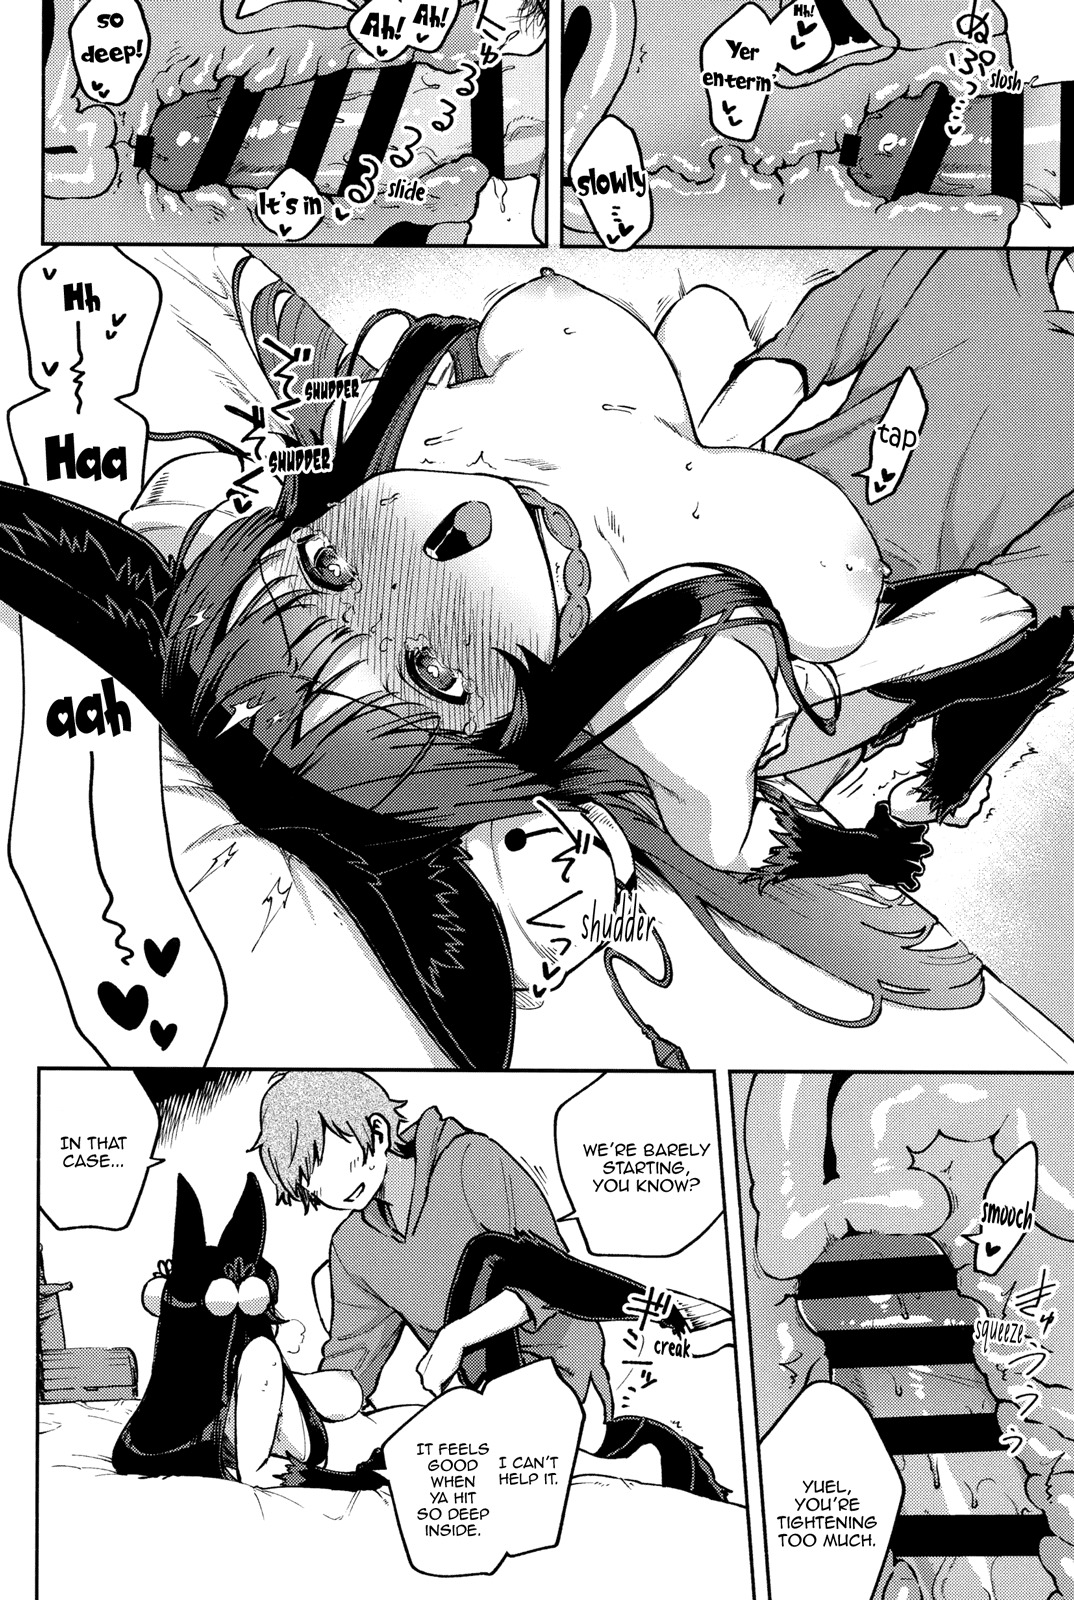 Hh!
Yer
enterin'
slosh
slowly
so
deep!
Ah!
Ah!
It's in
slide
Hh
Haa
aah
shudder
shudder
tap
shudder
smooch
squeeze
Yuel,
you're
tightening
too much.
We're barely
starting,
you know?
creak
I can't
help it.
It feels
good
when
ya hit
so deep
inside.
In that
case...